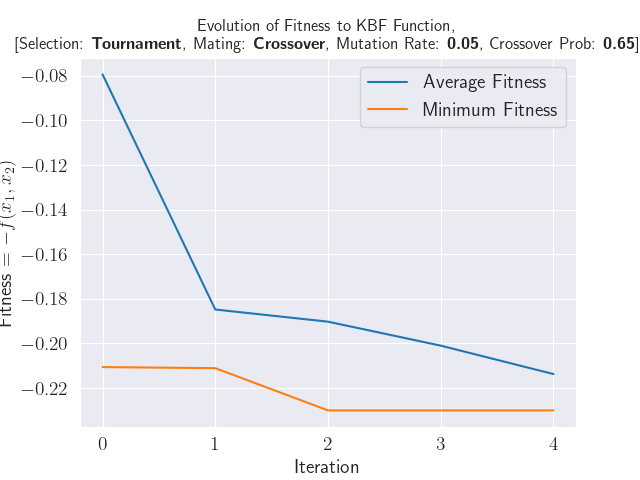 Evolution of Fitness to KBF Function,
[Selection: Tournament, Mating: Crossover, Mutation Rate: 0.05, Crossover Prob: 0.65]
Average Fitness
Minimum Fitness
Fitness = −f(x₁, x₂)
−0.08
−0.10
−0.12
−0.14
−0.16
−0.18
−0.20
−0.22
0 1 2 3 4
Iteration